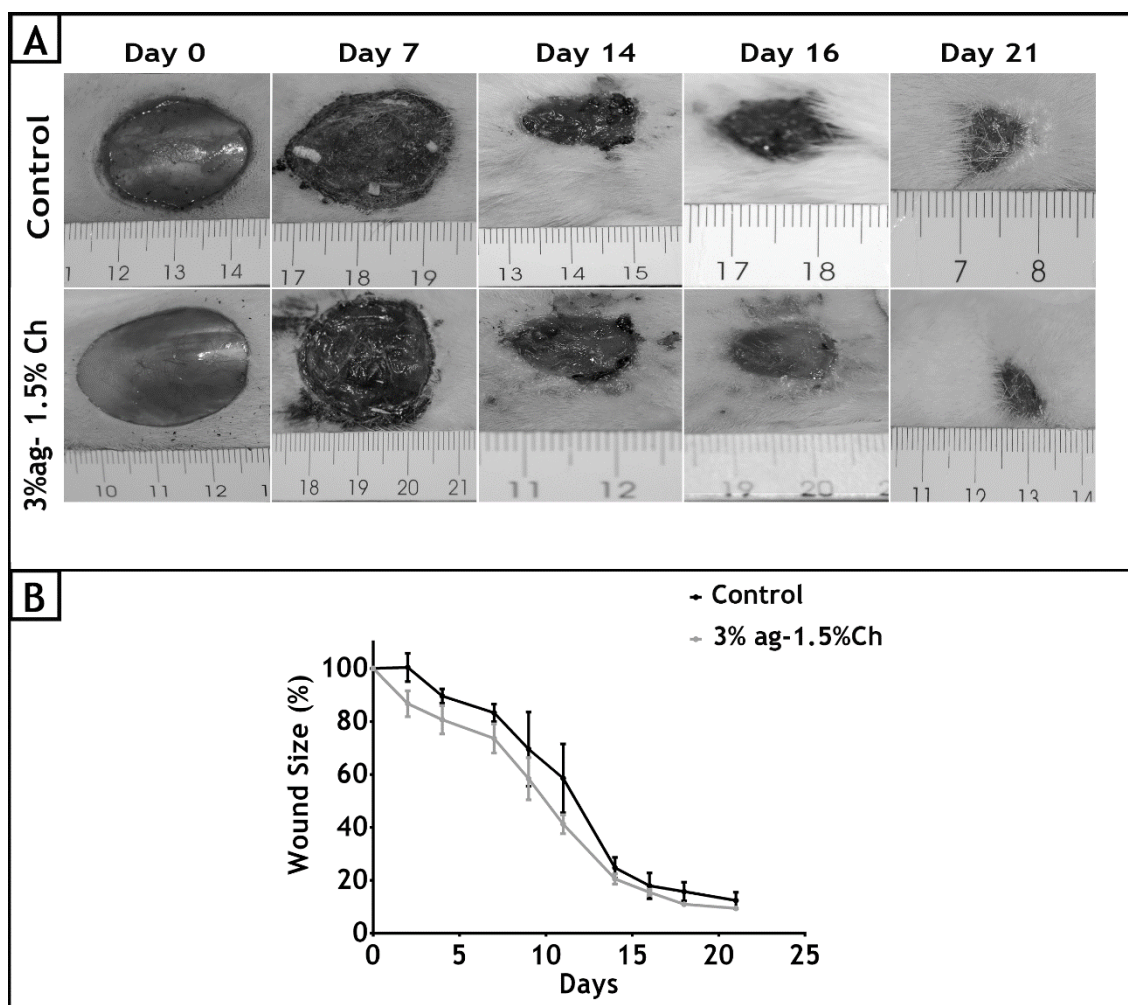 A
Day 0 Day 7 Day 14 Day 16 Day 21
Control
1 12 13 14
17 18 19
13 14 15
17 18
7 8
3%ag- 1.5% Ch
10 11 12 1
18 19 20 21
11 12
19 20
11 12 13 14
B
Control
3% ag-1.5%Ch
Wound Size (%)
100
80
60
40
20
0
0 5 10 15 20 25
Days